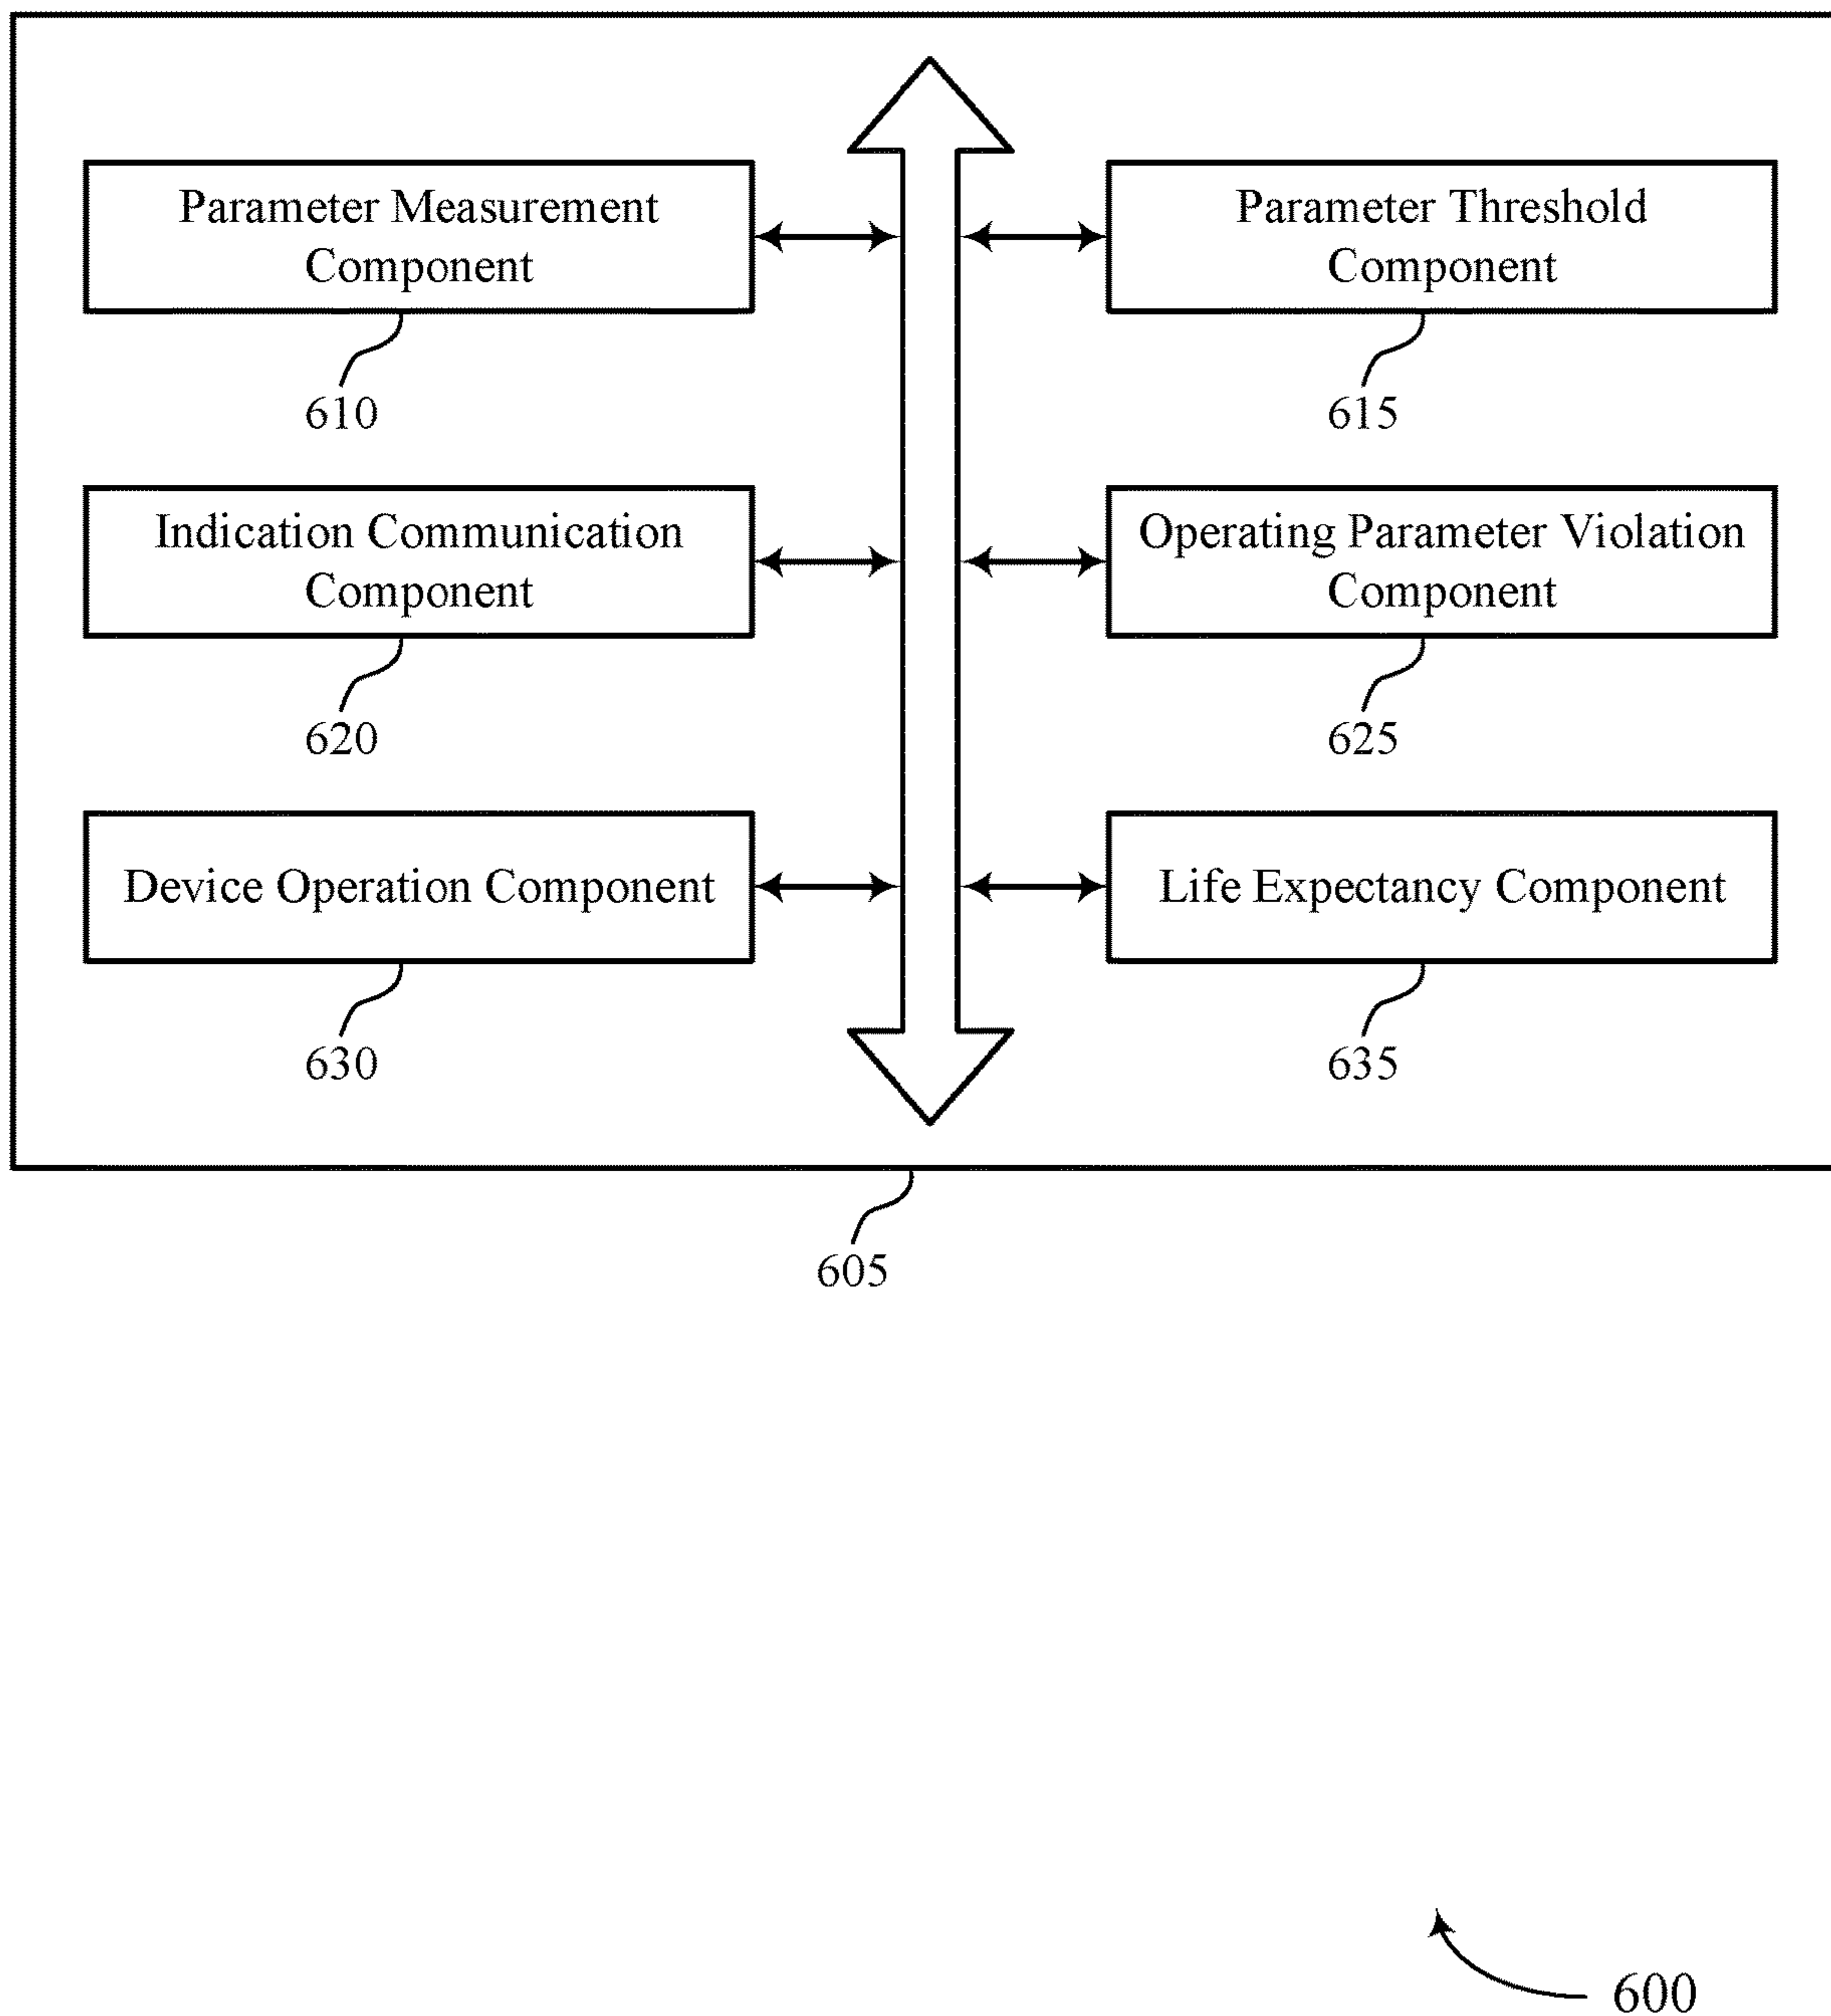 Parameter Measurement
Component
610
Parameter Threshold
Component
615
Indication Communication
Component
620
Operating Parameter Violation
Component
625
Device Operation Component
630
Life Expectancy Component
635
605
600